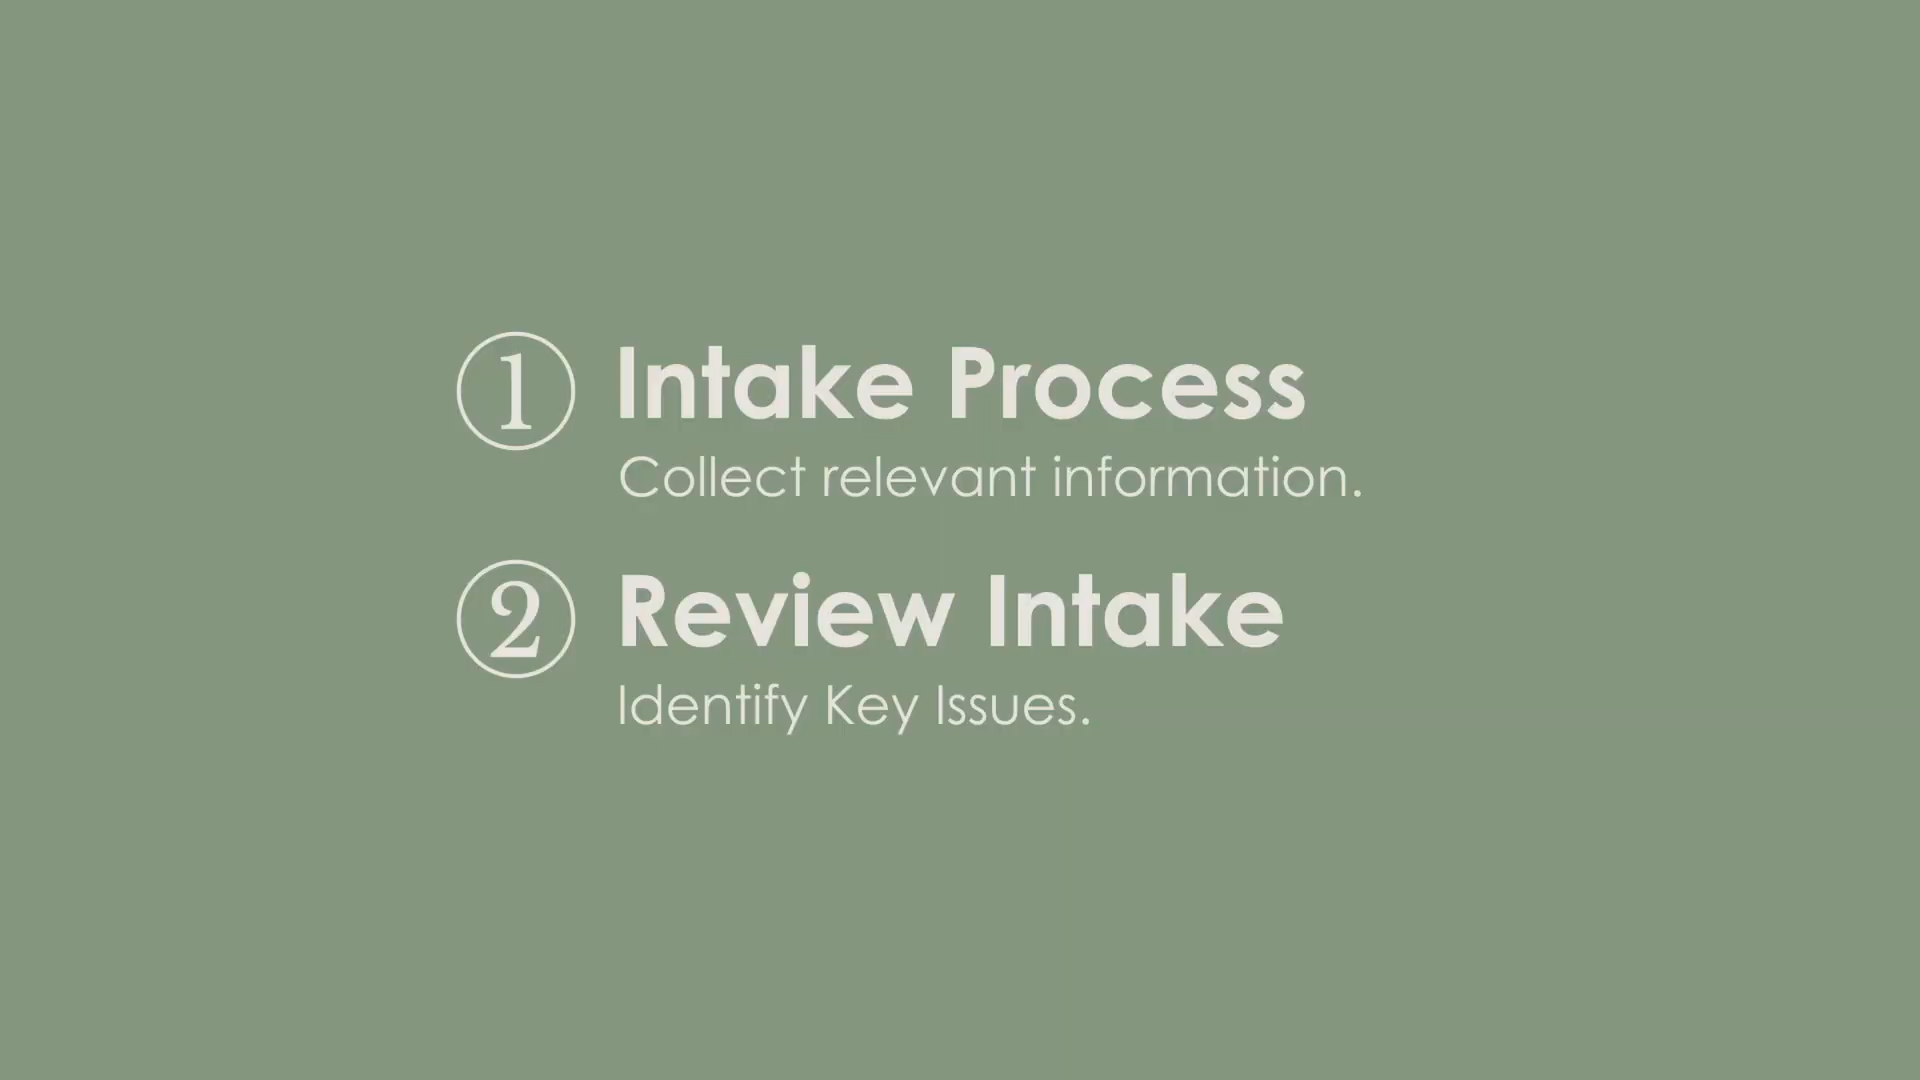 ① Intake Process
Collect relevant information.
② Review Intake
Identify Key Issues.